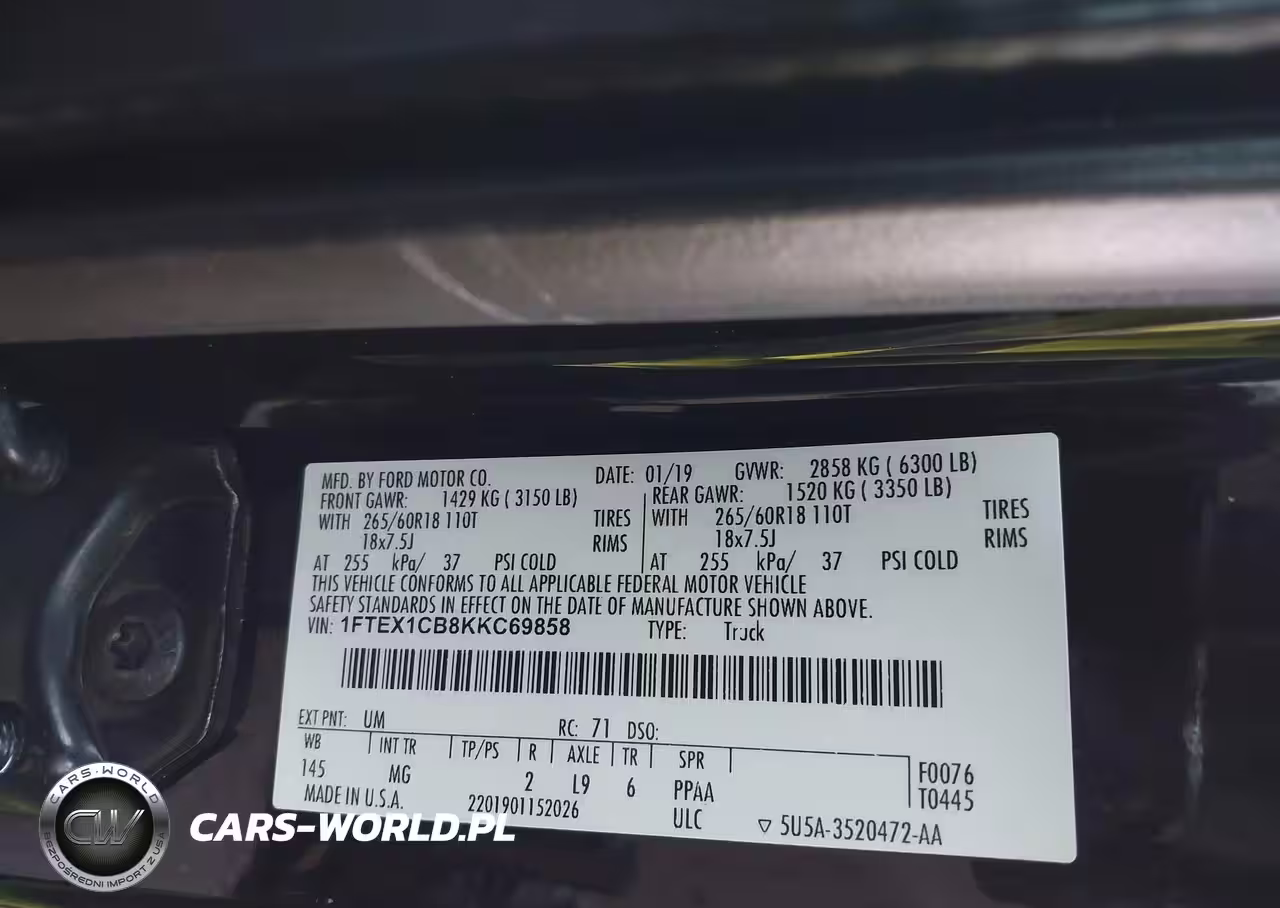 MFD. BY FORD MOTOR CO. DATE: 01/19 GVWR: 2858 KG ( 6300 LB)
FRONT GAWR: 1429 KG ( 3150 LB) REAR GAWR: 1520 KG ( 3350 LB)
WITH 265/60R18 110T TIRES WITH 265/60R18 110T TIRES
18x7.5J RIMS 18x7.5J RIMS
AT 255 kPa/ 37 PSI COLD AT 255 kPa/ 37 PSI COLD
THIS VEHICLE CONFORMS TO ALL APPLICABLE FEDERAL MOTOR VEHICLE
SAFETY STANDARDS IN EFFECT ON THE DATE OF MANUFACTURE SHOWN ABOVE.
VIN: 1FTEX1CB8KKC69858 TYPE: Truck
EXT PNT: UM RC: 71 DSO:
WB INT TR TP/PS R AXLE TR SPR
145 MG 2 L9 6 PPAA F0076
MADE IN U.S.A. 2201901152026 ULC T0445
▽ 5U5A-3520472-AA
CARS-WORLD
CW
BEZPOŚREDNI IMPORT Z USA
CARS-WORLD.PL